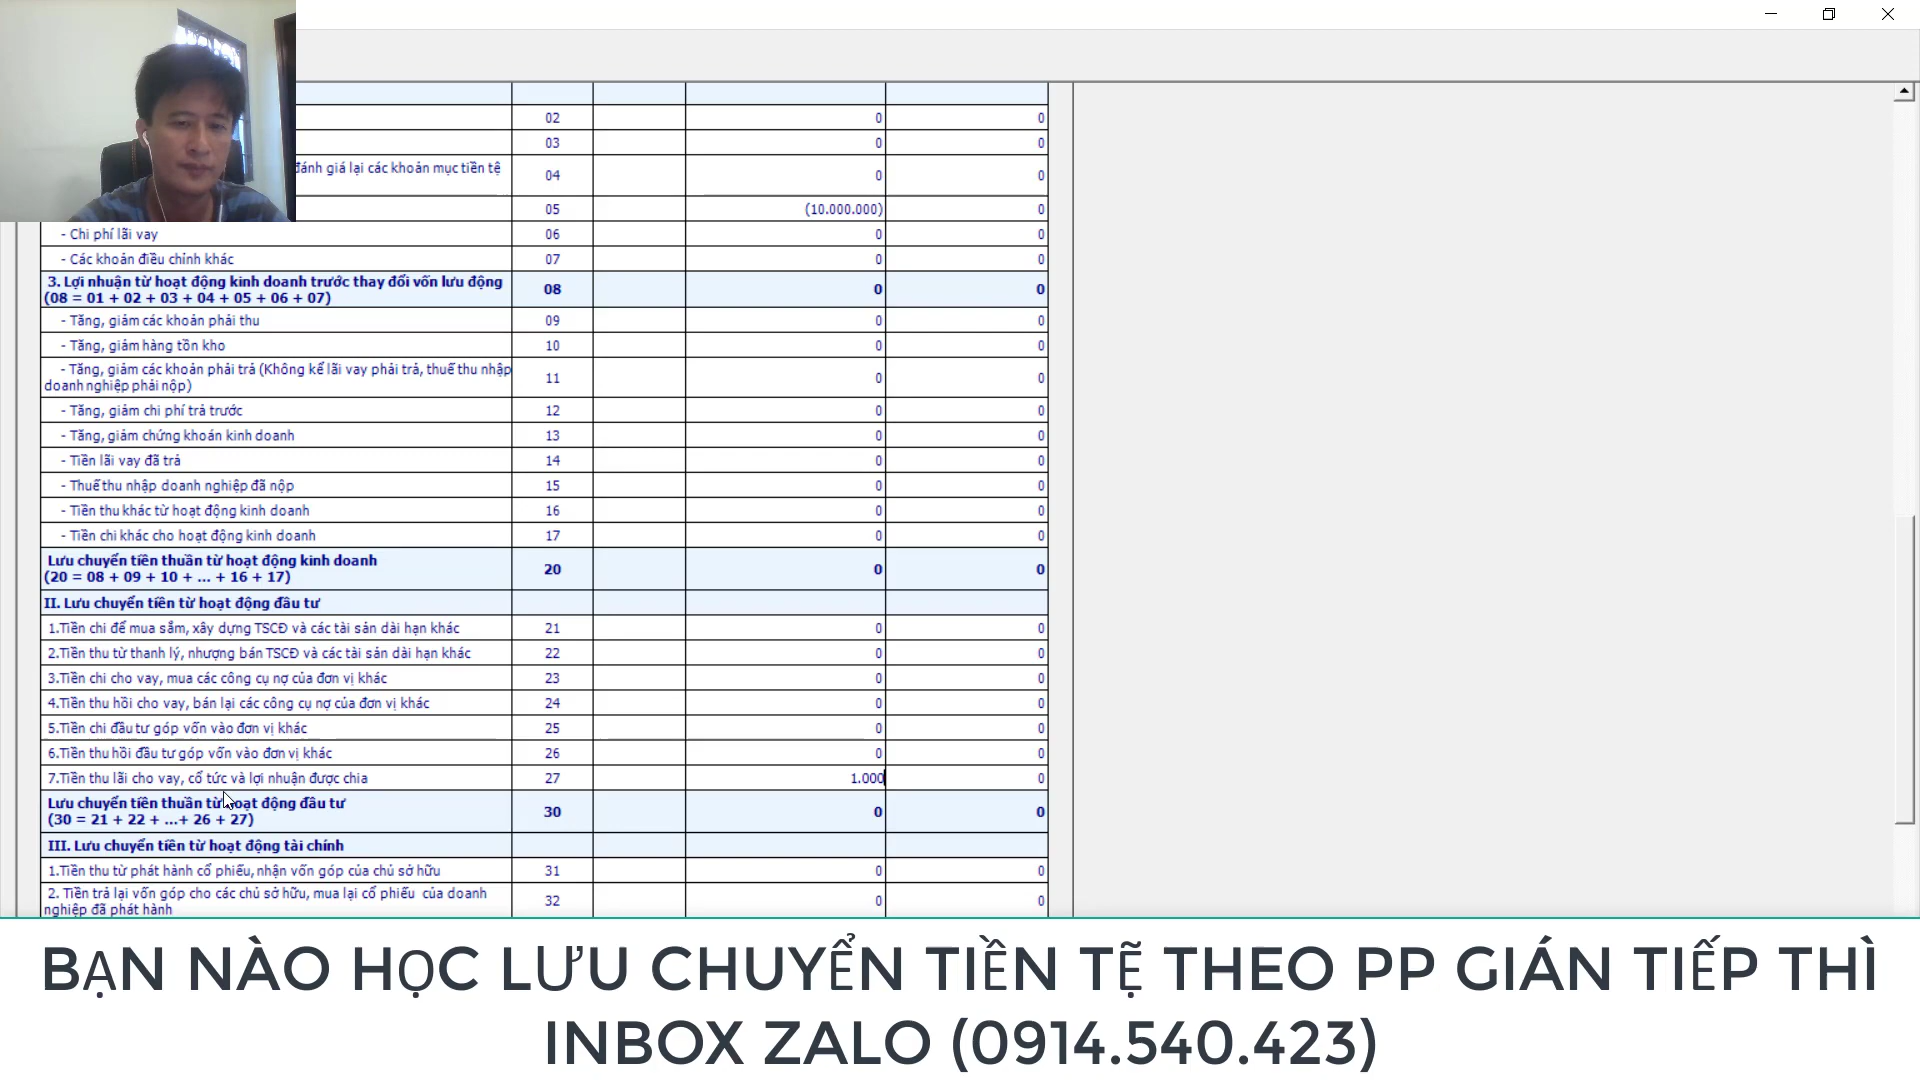 02 0 0
03 0 0
đánh giá lại các khoản mục tiền tệ 04 0 0
05 (10.000.000) 0
- Chi phí lãi vay 06 0 0
- Các khoản điều chỉnh khác 07 0 0
3. Lợi nhuận từ hoạt động kinh doanh trước thay đổi vốn lưu động
(08 = 01 + 02 + 03 + 04 + 05 + 06 + 07) 08 0 0
- Tăng, giảm các khoản phải thu 09 0 0
- Tăng, giảm hàng tồn kho 10 0 0
- Tăng, giảm các khoản phải trả (Không kể lãi vay phải trả, thuế thu nhập
doanh nghiệp phải nộp) 11 0 0
- Tăng, giảm chi phí trả trước 12 0 0
- Tăng, giảm chứng khoán kinh doanh 13 0 0
- Tiền lãi vay đã trả 14 0 0
- Thuế thu nhập doanh nghiệp đã nộp 15 0 0
- Tiền thu khác từ hoạt động kinh doanh 16 0 0
- Tiền chi khác cho hoạt động kinh doanh 17 0 0
Lưu chuyển tiền thuần từ hoạt động kinh doanh
(20 = 08 + 09 + 10 + ... + 16 + 17) 20 0 0
II. Lưu chuyển tiền từ hoạt động đầu tư
1.Tiền chi để mua sắm, xây dựng TSCĐ và các tài sản dài hạn khác 21 0 0
2.Tiền thu từ thanh lý, nhượng bán TSCĐ và các tài sản dài hạn khác 22 0 0
3.Tiền chi cho vay, mua các công cụ nợ của đơn vị khác 23 0 0
4.Tiền thu hồi cho vay, bán lại các công cụ nợ của đơn vị khác 24 0 0
5.Tiền chi đầu tư góp vốn vào đơn vị khác 25 0 0
6.Tiền thu hồi đầu tư góp vốn vào đơn vị khác 26 0 0
7.Tiền thu lãi cho vay, cổ tức và lợi nhuận được chia 27 1.000 0
Lưu chuyển tiền thuần từ hoạt động đầu tư
(30 = 21 + 22 + ...+ 26 + 27) 30 0 0
III. Lưu chuyển tiền từ hoạt động tài chính
1.Tiền thu từ phát hành cổ phiếu, nhận vốn góp của chủ sở hữu 31 0 0
2. Tiền trả lại vốn góp cho các chủ sở hữu, mua lại cổ phiếu của doanh
nghiệp đã phát hành 32 0 0
BẠN NÀO HỌC LƯU CHUYỂN TIỀN TỆ THEO PP GIÁN TIẾP THÌ
INBOX ZALO (0914.540.423)